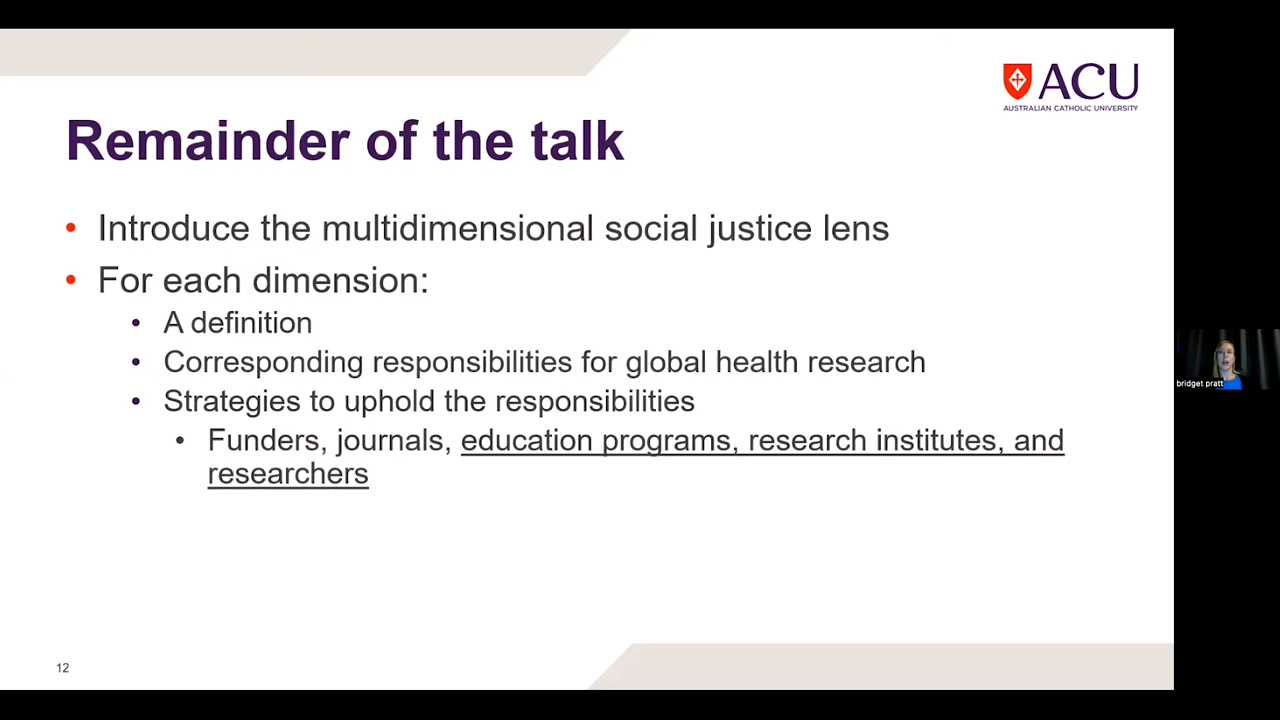 ACU
AUSTRALIAN CATHOLIC UNIVERSITY
Remainder of the talk
• Introduce the multidimensional social justice lens
• For each dimension:
• A definition
• Corresponding responsibilities for global health research
• Strategies to uphold the responsibilities
• Funders, journals, education programs, research institutes, and
researchers
bridget pratt
12